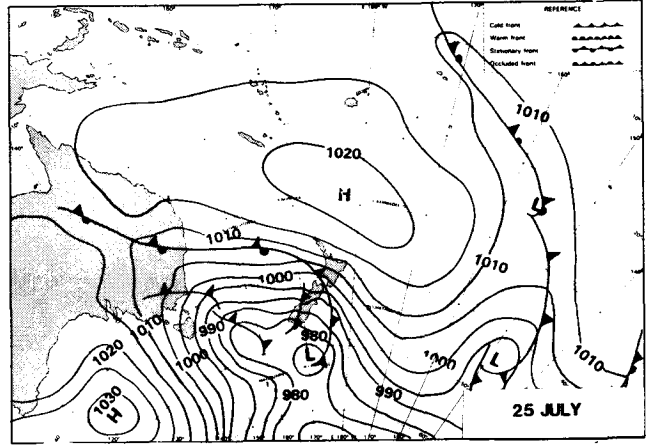 REFERENCE
Cold front
Warm front
Stationary front
Occluded front
1010
1020
H
L
1010
1010
1000
1010
990
1000
980
1020
1030
H
L
980
990
1000
L
1010
25 JULY